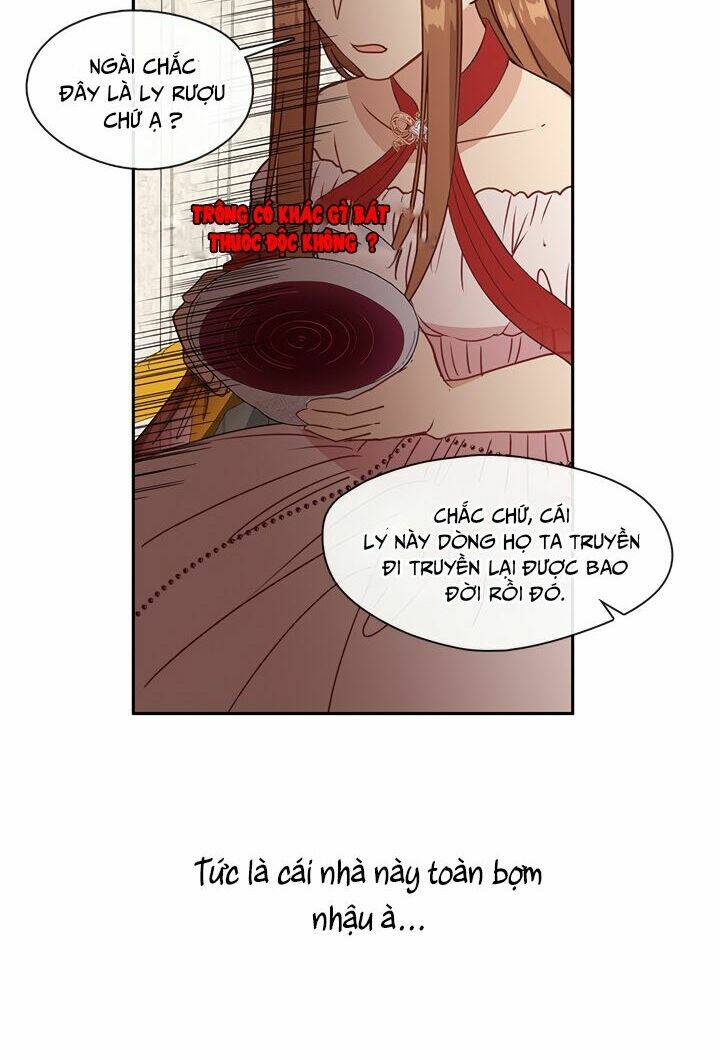 NGÀI CHẮC
ĐÂY LÀ LY RƯỢU
CHỨ Ạ ?
TRÔNG CÓ KHÁC GÌ BÁT
THUỐC ĐỘC KHÔNG ?
CHẮC CHỨ, CÁI
LY NÀY DÒNG HỌ TA TRUYỀN
ĐI TRUYỀN LẠI ĐƯỢC BAO
ĐỜI RỒI ĐÓ.
Tức là cái nhà này toàn bợm
nhậu à...